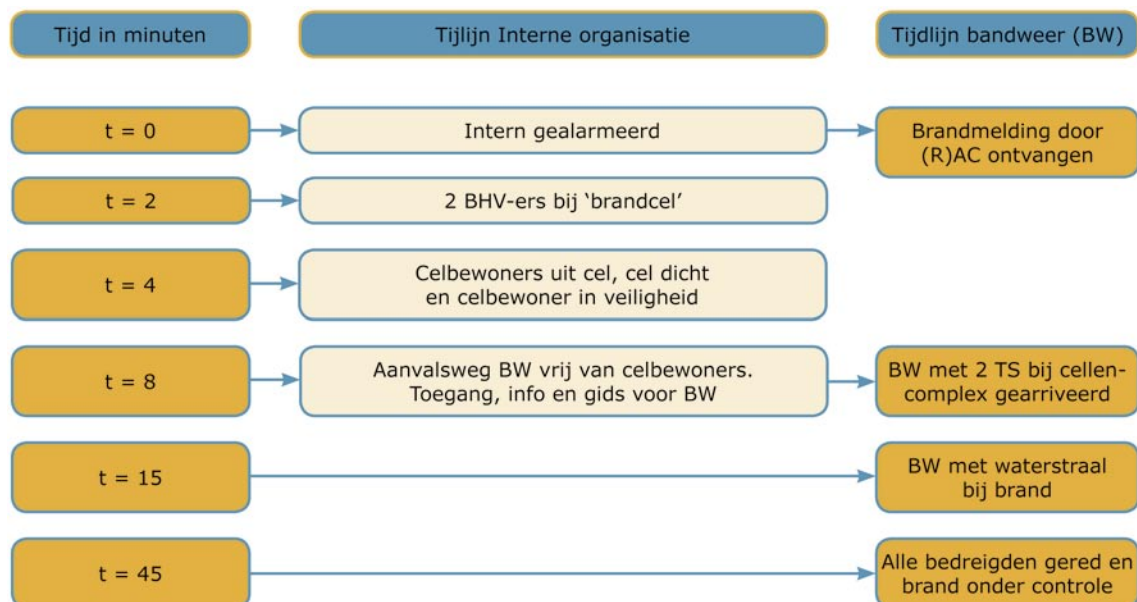 Tijd in minuten
Tijlijn Interne organisatie
Tijdlijn bandweer (BW)
t = 0
Intern gealarmeerd
Brandmelding door
(R)AC ontvangen
t = 2
2 BHV-ers bij ‘brandcel’
t = 4
Celbewoners uit cel, cel dicht
en celbewoner in veiligheid
t = 8
Aanvalsweg BW vrij van celbewoners.
Toegang, info en gids voor BW
BW met 2 TS bij cellen-
complex gearriveerd
t = 15
BW met waterstraal
bij brand
t = 45
Alle bedreigden gered en
brand onder controle